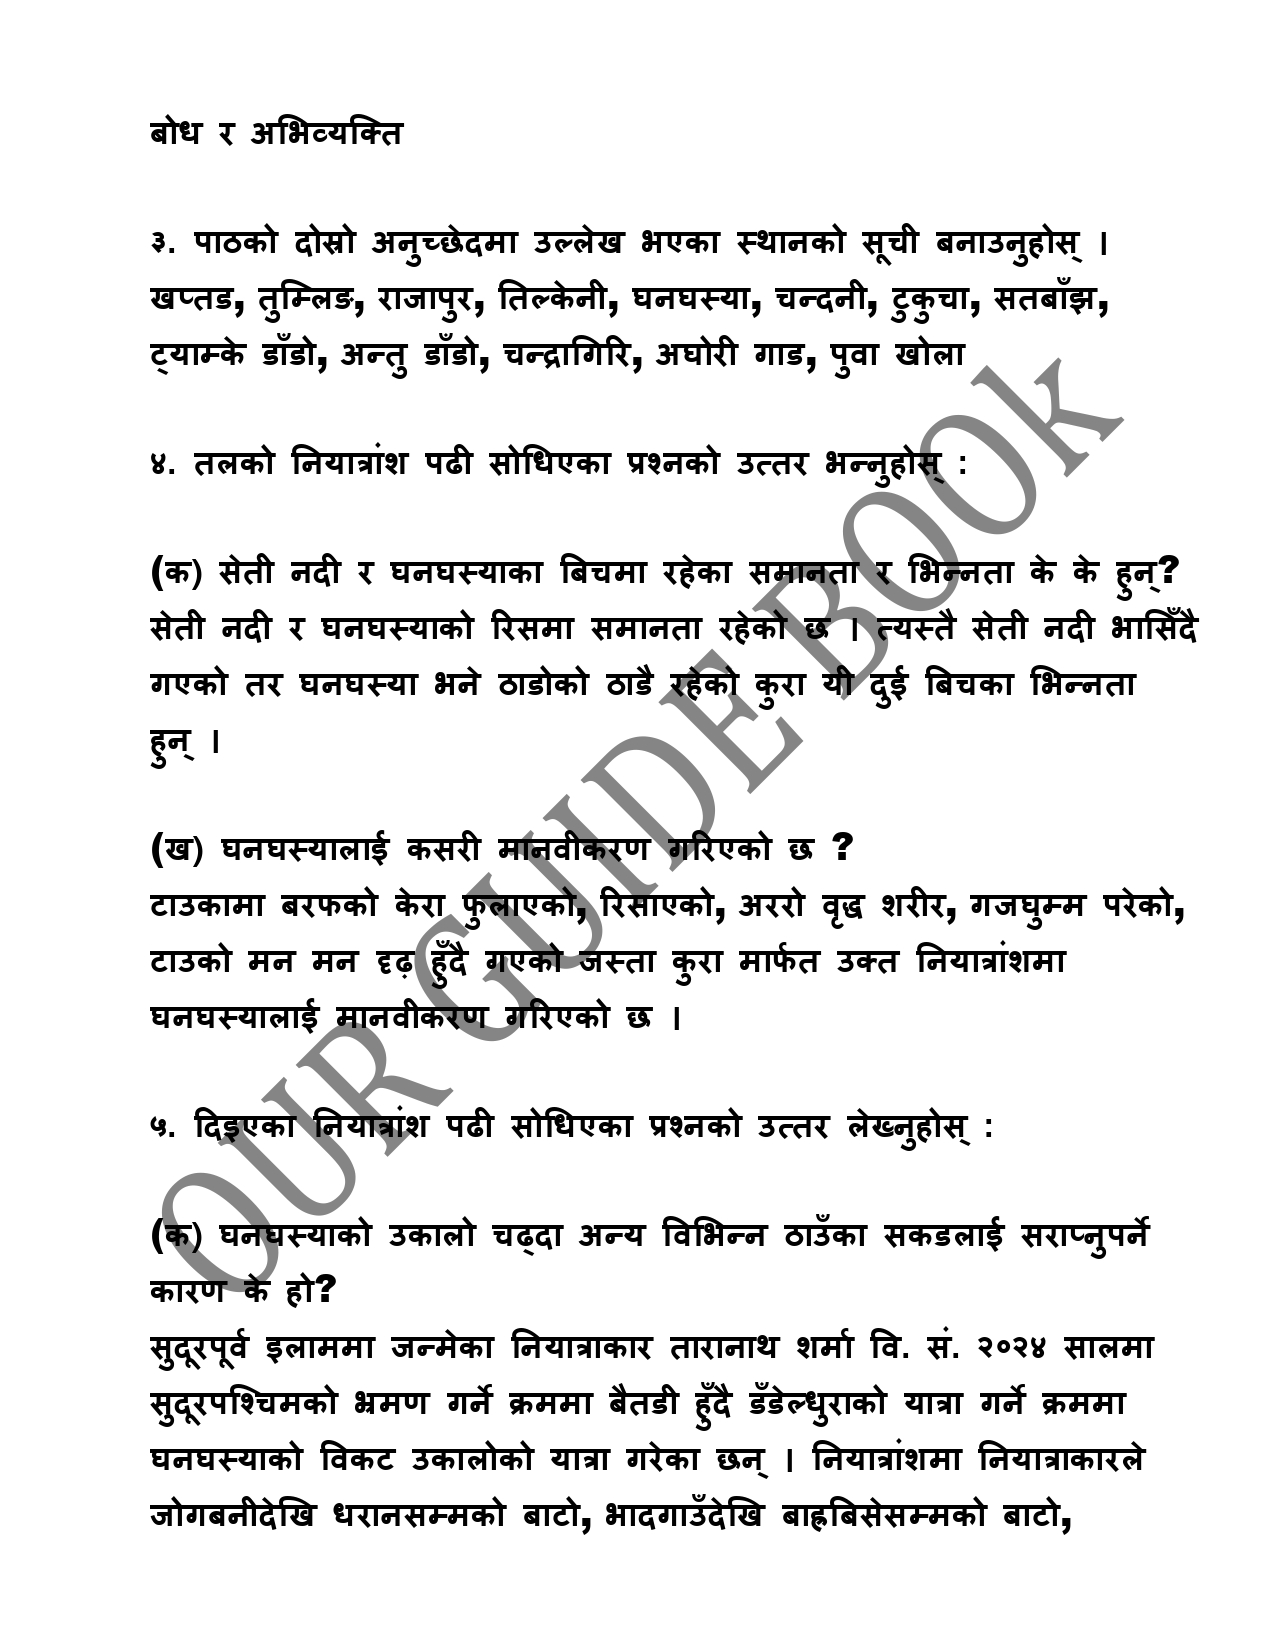 बोध र अभिव्यक्ति
३. पाठको दोस्रो अनुच्छेदमा उल्लेख भएका स्थानको सूची बनाउनुहोस् ।
खप्तड, तुम्लिङ, राजापुर, तिल्केनी, घनघस्या, चन्दनी, टुकुचा, सतबाँझ,
ट्याम्के डाँडो, अन्तु डाँडो, चन्द्रागिरि, अघोरी गाड, पुवा खोला
४. तलको नियात्रांश पढी सोधिएका प्रश्नको उत्तर भन्नुहोस् :
(क) सेती नदी र घनघस्याका बिचमा रहेका समानता र भिन्नता के के हुन्?
सेती नदी र घनघस्याको रिसमा समानता रहेको छ । त्यस्तै सेती नदी भासिँदै
गएको तर घनघस्या भने ठाडोको ठाडै रहेको कुरा यी दुई बिचका भिन्नता
हुन् ।
(ख) घनघस्यालाई कसरी मानवीकरण गरिएको छ ?
टाउकामा बरफको केरा फुलाएको, रिसाएको, अररो वृद्ध शरीर, गजघुम्म परेको,
टाउको मन मन दृढ़ हुँदै गएको जस्ता कुरा मार्फत उक्त नियात्रांशमा
घनघस्यालाई मानवीकरण गरिएको छ ।
५. दिइएका नियात्रांश पढी सोधिएका प्रश्नको उत्तर लेख्नुहोस् :
(क) घनघस्याको उकालो चढ्दा अन्य विभिन्न ठाउँका सकडलाई सराप्नुपर्ने
कारण के हो?
सुदूरपूर्व इलाममा जन्मेका नियात्राकार तारानाथ शर्मा वि. सं. २०२४ सालमा
सुदूरपश्चिमको भ्रमण गर्ने क्रममा बैतडी हुँदै डँडेल्धुराको यात्रा गर्ने क्रममा
घनघस्याको विकट उकालोको यात्रा गरेका छन् । नियात्रांशमा नियात्राकारले
जोगबनीदेखि धरानसम्मको बाटो, भादगाउँदेखि बाह्रबिसेसम्मको बाटो,
OUR GUIDE BOOk